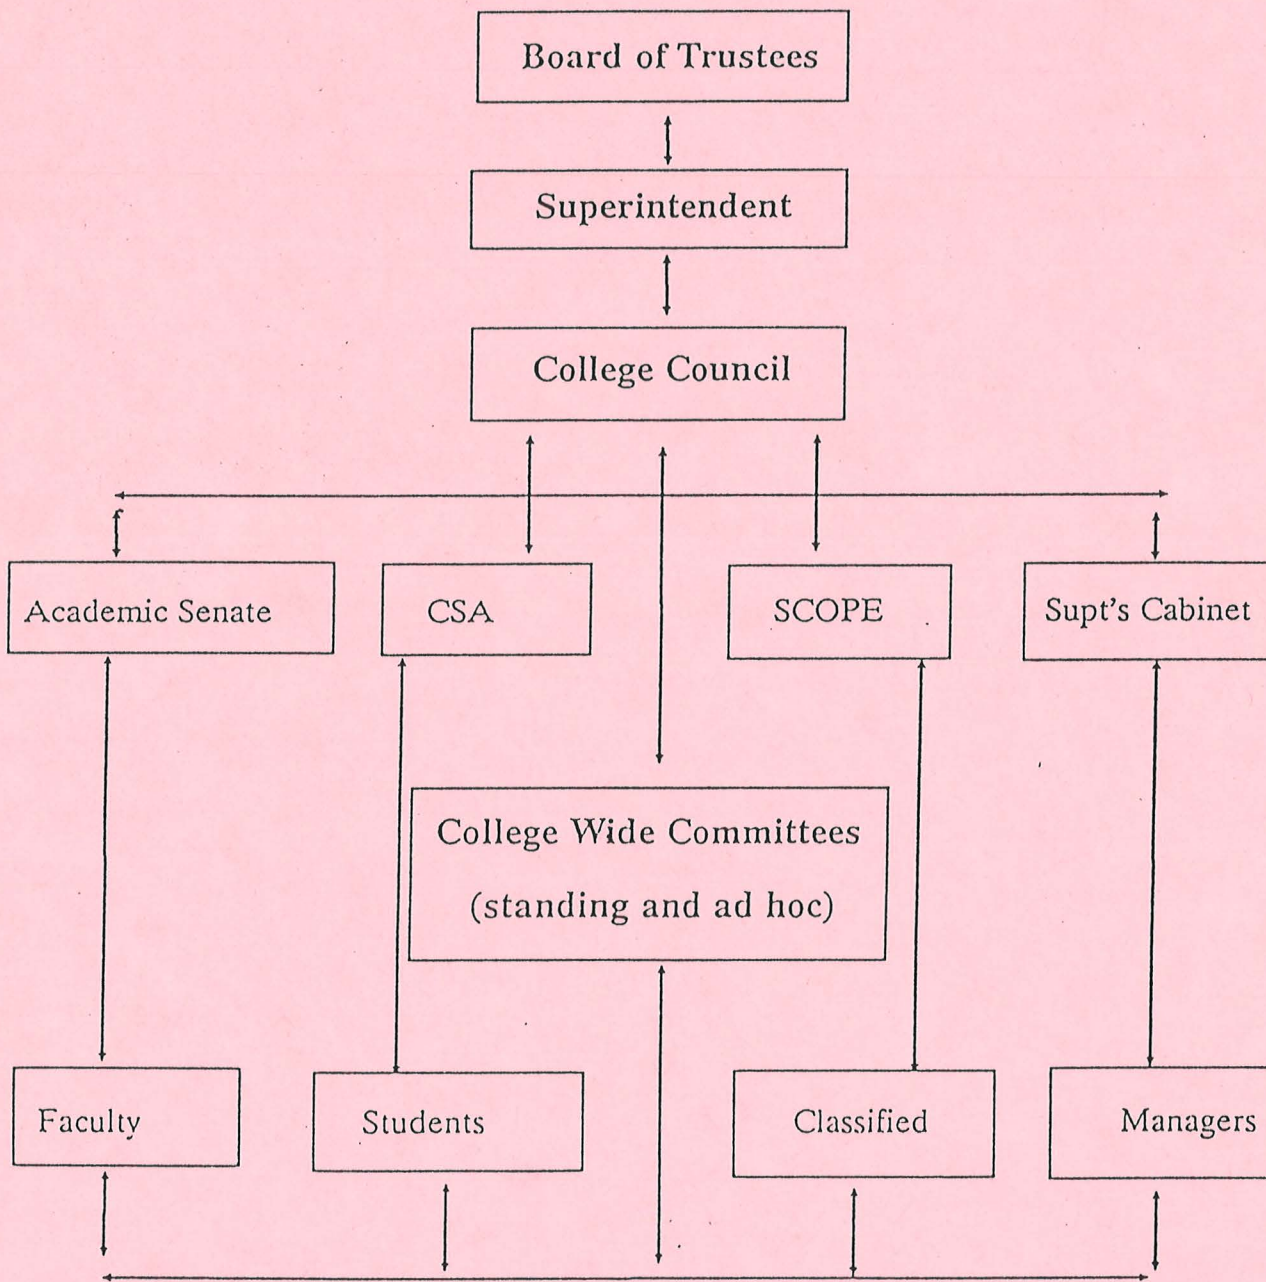 Board of Trustees
Superintendent
College Council
Academic Senate
CSA
SCOPE
Supt's Cabinet
College Wide Committees
(standing and ad hoc)
Faculty
Students
Classified
Managers